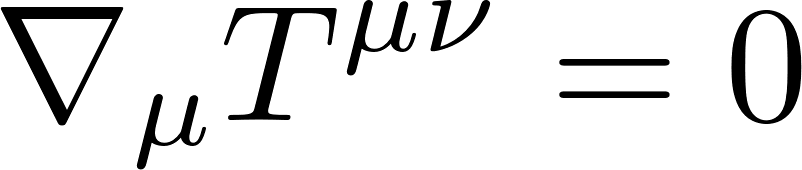 ∇_μ T^{μν} = 0